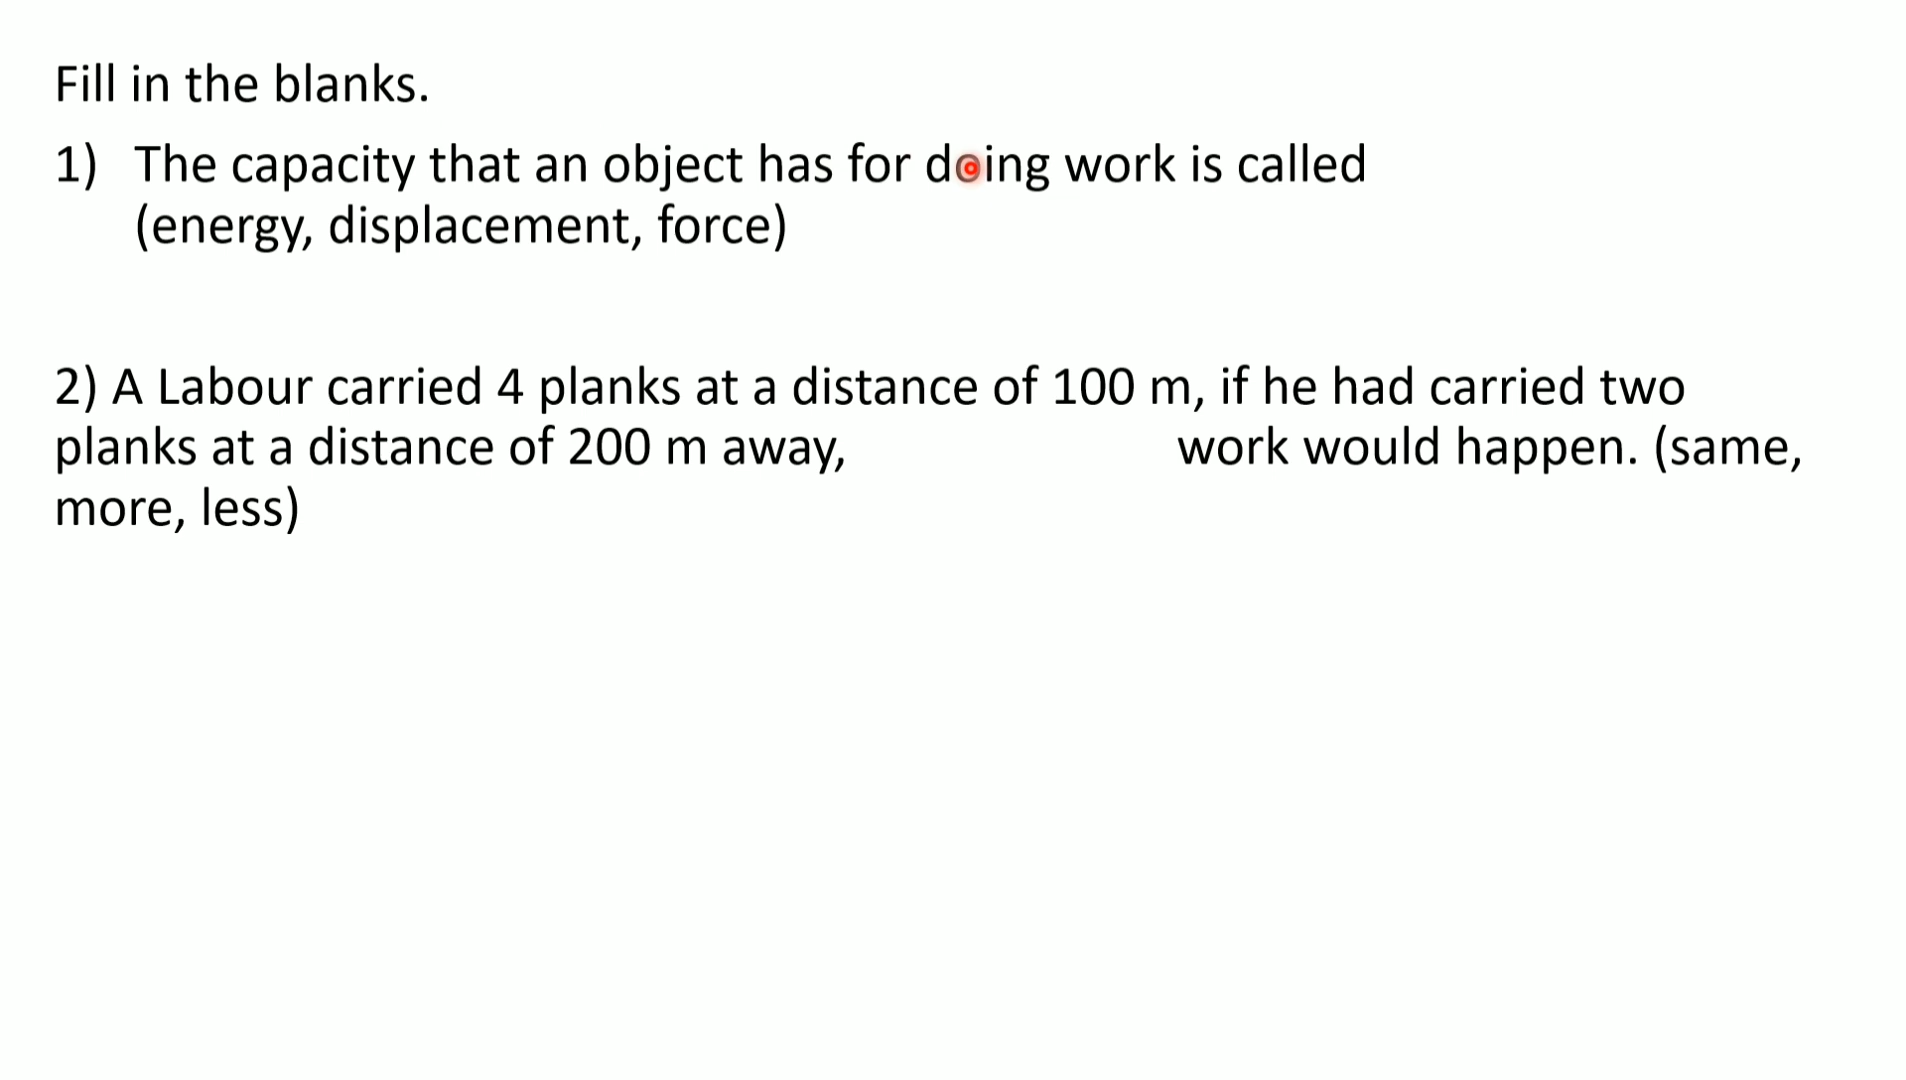 Fill in the blanks.
1) The capacity that an object has for doing work is called
(energy, displacement, force)
2) A Labour carried 4 planks at a distance of 100 m, if he had carried two
planks at a distance of 200 m away, work would happen. (same,
more, less)